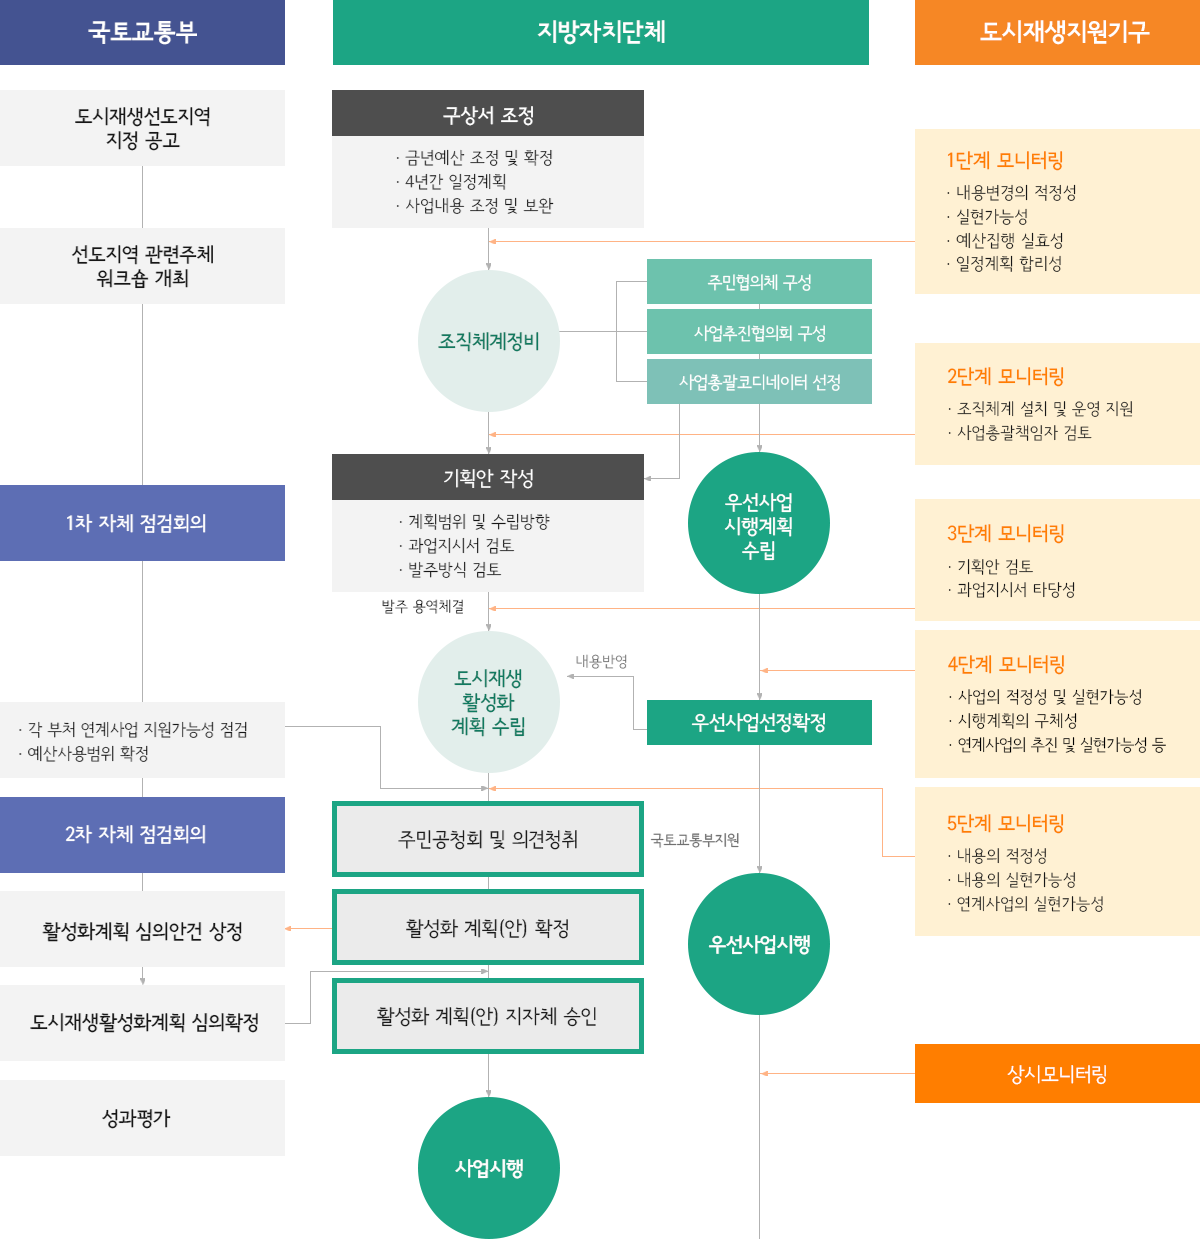 국토교통부
지방자치단체
도시재생지원기구
도시재생선도지역
지정 공고
선도지역 관련주체
워크숍 개최
1차 자체 점검회의
· 각 부처 연계사업 지원가능성 점검
· 예산사용범위 확정
2차 자체 점검회의
활성화계획 심의안건 상정
도시재생활성화계획 심의확정
성과평가
구상서 조정
· 금년예산 조정 및 확정
· 4년간 일정계획
· 사업내용 조정 및 보완
조직체계정비
주민협의체 구성
사업추진협의회 구성
사업총괄코디네이터 선정
기획안 작성
· 계획범위 및 수립방향
· 과업지시서 검토
· 발주방식 검토
우선사업
시행계획
수립
발주 용역체결
도시재생
활성화
계획 수립
내용반영
우선사업선정확정
주민공청회 및 의견청취
국토교통부지원
활성화 계획(안) 확정
우선사업시행
활성화 계획(안) 지자체 승인
사업시행
1단계 모니터링
· 내용변경의 적정성
· 실현가능성
· 예산집행 실효성
· 일정계획 합리성
2단계 모니터링
· 조직체계 설치 및 운영 지원
· 사업총괄책임자 검토
3단계 모니터링
· 기획안 검토
· 과업지시서 타당성
4단계 모니터링
· 사업의 적정성 및 실현가능성
· 시행계획의 구체성
· 연계사업의 추진 및 실현가능성 등
5단계 모니터링
· 내용의 적정성
· 내용의 실현가능성
· 연계사업의 실현가능성
상시모니터링